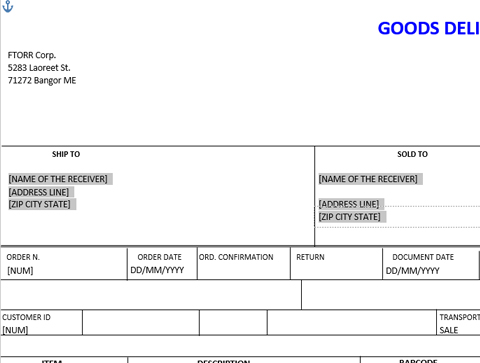 GOODS DELI
FTORR Corp.
5283 Laoreet St.
71272 Bangor ME
SHIP TO
SOLD TO
[NAME OF THE RECEIVER]
[NAME OF THE RECEIVER]
[ADDRESS LINE]
[ADDRESS LINE]
[ZIP CITY STATE]
[ZIP CITY STATE]
ORDER N. ORDER DATE ORD. CONFIRMATION RETURN DOCUMENT DATE
[NUM] DD/MM/YYYY DD/MM/YYYY
CUSTOMER ID TRANSPORT
[NUM] SALE
ITEM DESCRIPTION BARCODE